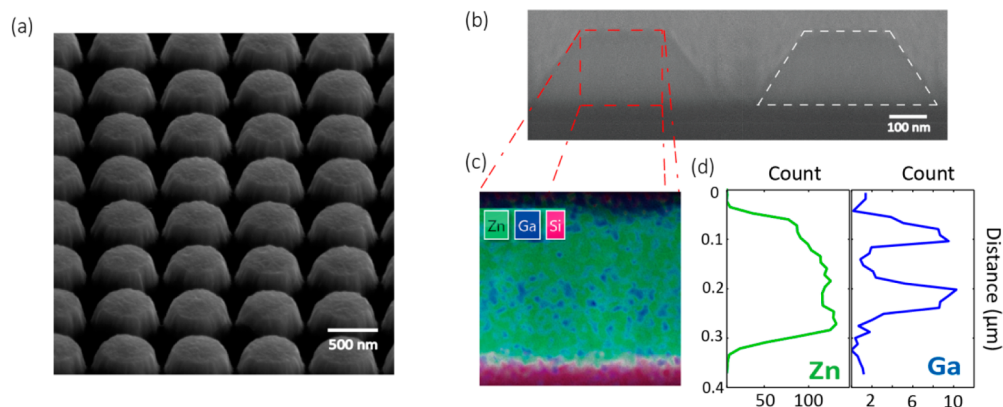 (a)
500 nm
(b)
100 nm
(c)
Zn Ga Si
(d)
Count Count
0
0.1
0.2
0.3
0.4
50 100
2 6 10
Zn
Ga
Distance (μm)